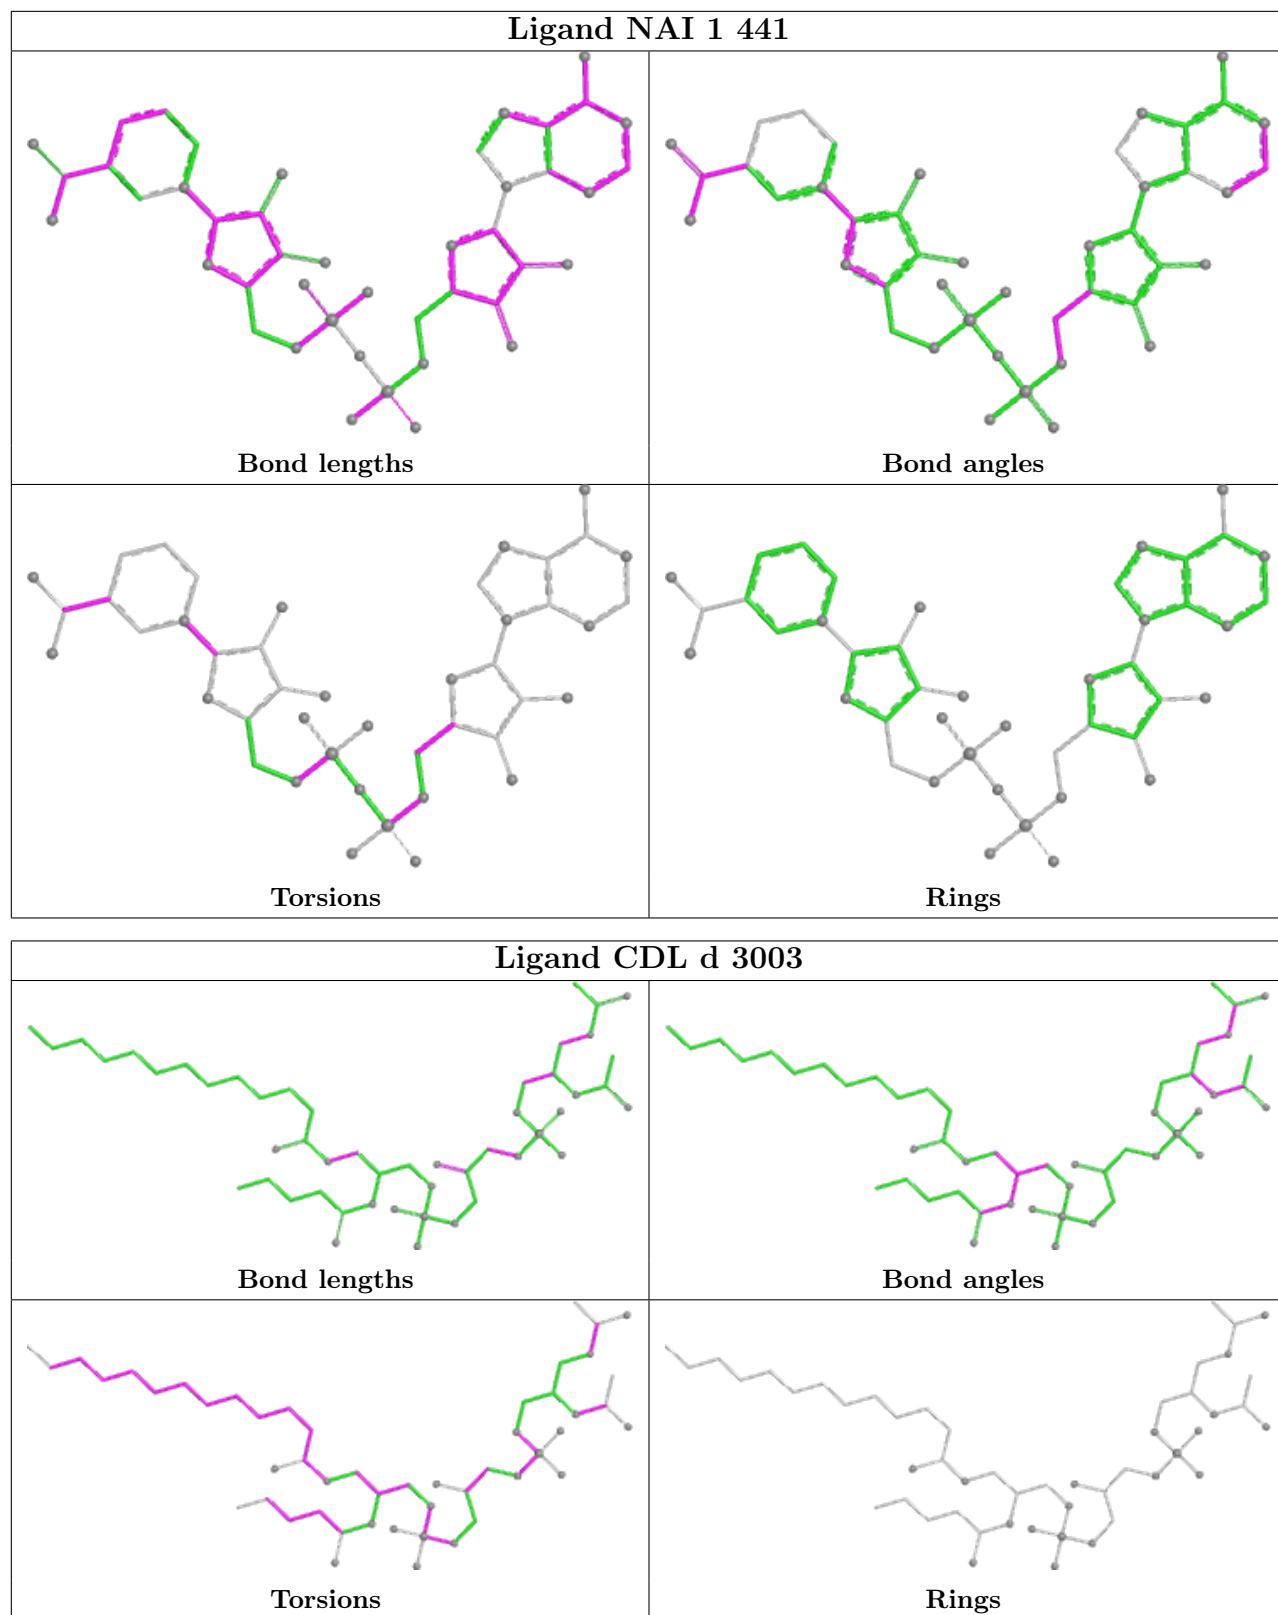 Ligand NAI 1 441
Bond lengths
Bond angles
Torsions
Rings
Ligand CDL d 3003
Bond lengths
Bond angles
Torsions
Rings